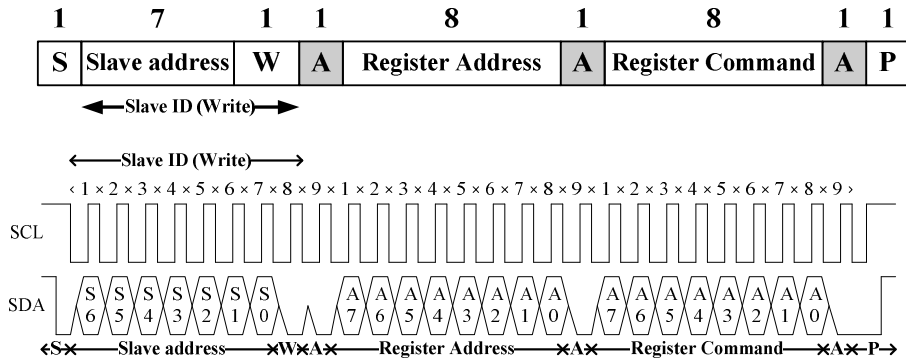 1 7 1 1 8 1 8 1 1
S Slave address W A Register Address A Register Command A P
Slave ID (Write)
Slave ID (Write)
‹ 1 × 2 × 3 × 4 × 5 × 6 × 7 × 8 × 9 × 1 × 2 × 3 × 4 × 5 × 6 × 7 × 8 × 9 × 1 × 2 × 3 × 4 × 5 × 6 × 7 × 8 × 9 ›
SCL
SDA
S6 S5 S4 S3 S2 S1 S0 A7 A6 A5 A4 A3 A2 A1 A0 A7 A6 A5 A4 A3 A2 A1 A0
S Slave address W A Register Address A Register Command A P